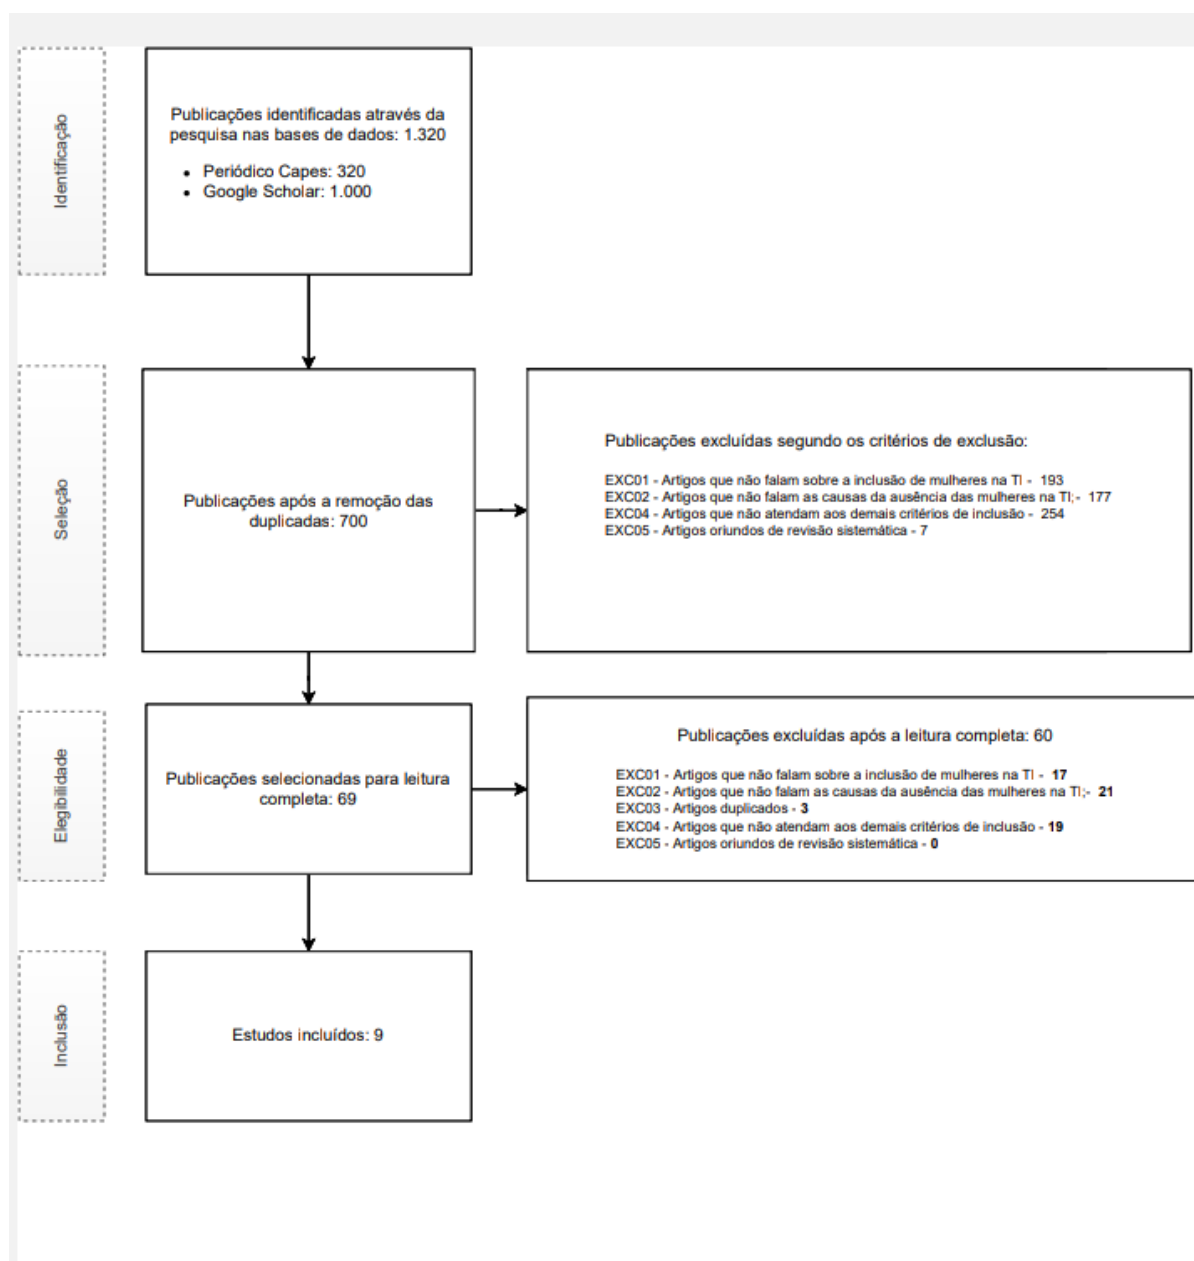 Identificação
Publicações identificadas através da
pesquisa nas bases de dados: 1.320
• Periódico Capes: 320
• Google Scholar: 1.000
Seleção
Publicações após a remoção das
duplicadas: 700
Publicações excluídas segundo os critérios de exclusão:
EXC01 - Artigos que não falam sobre a inclusão de mulheres na TI - 193
EXC02 - Artigos que não falam as causas da ausência das mulheres na TI;- 177
EXC04 - Artigos que não atendam aos demais critérios de inclusão - 254
EXC05 - Artigos oriundos de revisão sistemática - 7
Elegibilidade
Publicações selecionadas para leitura
completa: 69
Publicações excluídas após a leitura completa: 60
EXC01 - Artigos que não falam sobre a inclusão de mulheres na TI - 17
EXC02 - Artigos que não falam as causas da ausência das mulheres na TI;- 21
EXC03 - Artigos duplicados - 3
EXC04 - Artigos que não atendam aos demais critérios de inclusão - 19
EXC05 - Artigos oriundos de revisão sistemática - 0
Inclusão
Estudos incluídos: 9